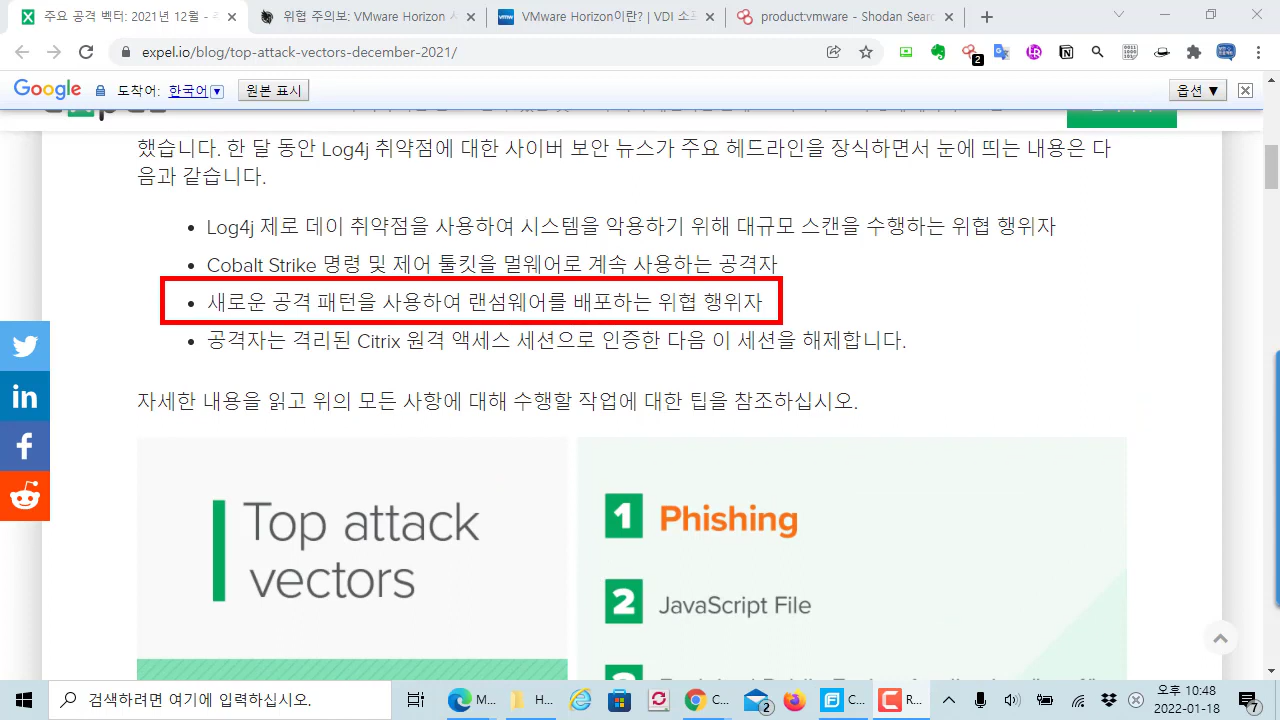 주요 공격 벡터: 2021년 12월 -
위협 주의보: VMware Horizon 시
VMware Horizon이란? | VDI 소프
product:vmware - Shodan Sear
expel.io/blog/top-attack-vectors-december-2021/
2
Google 도착어: 한국어 ▼ 원본 표시 옵션 ▼
했습니다. 한 달 동안 Log4j 취약점에 대한 사이버 보안 뉴스가 주요 헤드라인을 장식하면서 눈에 띄는 내용은 다
음과 같습니다.
• Log4j 제로 데이 취약점을 사용하여 시스템을 악용하기 위해 대규모 스캔을 수행하는 위협 행위자
• Cobalt Strike 명령 및 제어 툴킷을 멀웨어로 계속 사용하는 공격자
• 새로운 공격 패턴을 사용하여 랜섬웨어를 배포하는 위협 행위자
• 공격자는 격리된 Citrix 원격 액세스 세션으로 인증한 다음 이 세션을 해제합니다.
자세한 내용을 읽고 위의 모든 사항에 대해 수행할 작업에 대한 팁을 참조하십시오.
Top attack
vectors
1 Phishing
2 JavaScript File
검색하려면 여기에 입력하십시오.
M...
H...
C...
2
C...
R...
오후 10:48
2022-01-18
7